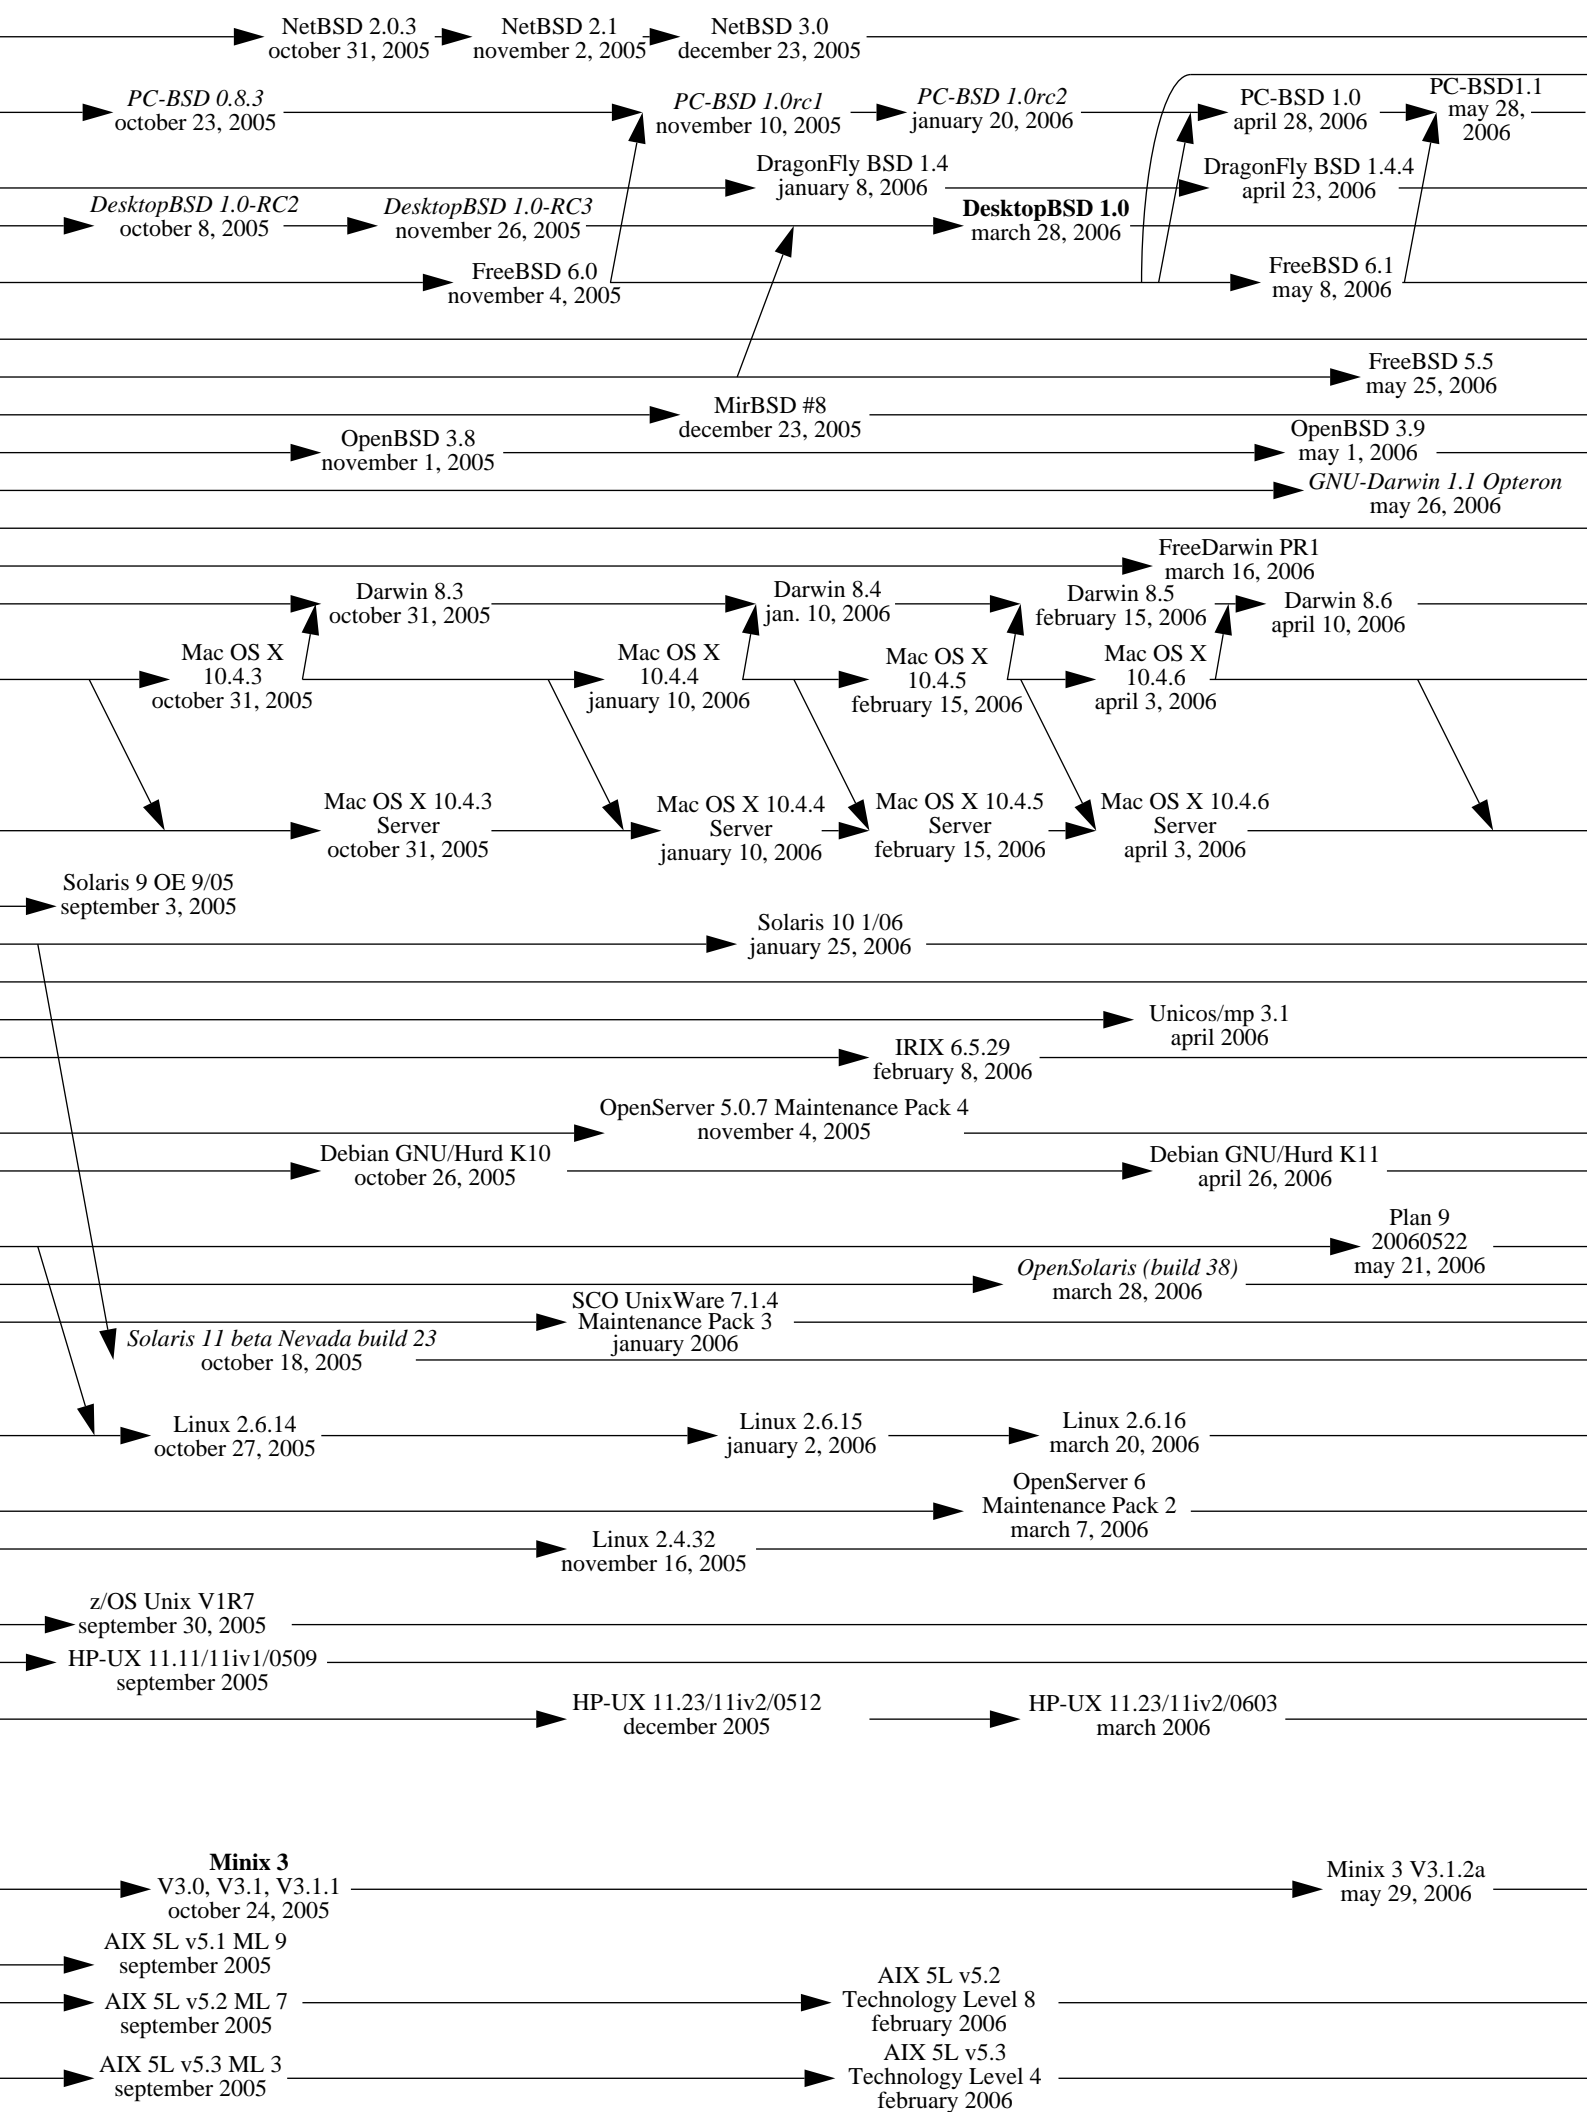 NetBSD 2.0.3
october 31, 2005
NetBSD 2.1
november 2, 2005
NetBSD 3.0
december 23, 2005
PC-BSD 0.8.3
october 23, 2005
PC-BSD 1.0rc1
november 10, 2005
PC-BSD 1.0rc2
january 20, 2006
PC-BSD 1.0
april 28, 2006
PC-BSD1.1
may 28,
2006
DragonFly BSD 1.4
january 8, 2006
DragonFly BSD 1.4.4
april 23, 2006
DesktopBSD 1.0-RC2
october 8, 2005
DesktopBSD 1.0-RC3
november 26, 2005
DesktopBSD 1.0
march 28, 2006
FreeBSD 6.0
november 4, 2005
FreeBSD 6.1
may 8, 2006
FreeBSD 5.5
may 25, 2006
MirBSD #8
december 23, 2005
OpenBSD 3.8
november 1, 2005
OpenBSD 3.9
may 1, 2006
GNU-Darwin 1.1 Opteron
may 26, 2006
FreeDarwin PR1
march 16, 2006
Darwin 8.3
october 31, 2005
Darwin 8.4
jan. 10, 2006
Darwin 8.5
february 15, 2006
Darwin 8.6
april 10, 2006
Mac OS X
10.4.3
october 31, 2005
Mac OS X
10.4.4
january 10, 2006
Mac OS X
10.4.5
february 15, 2006
Mac OS X
10.4.6
april 3, 2006
Mac OS X 10.4.3
Server
october 31, 2005
Mac OS X 10.4.4
Server
january 10, 2006
Mac OS X 10.4.5
Server
february 15, 2006
Mac OS X 10.4.6
Server
april 3, 2006
Solaris 9 OE 9/05
september 3, 2005
Solaris 10 1/06
january 25, 2006
Unicos/mp 3.1
april 2006
IRIX 6.5.29
february 8, 2006
OpenServer 5.0.7 Maintenance Pack 4
november 4, 2005
Debian GNU/Hurd K10
october 26, 2005
Debian GNU/Hurd K11
april 26, 2006
Plan 9
20060522
may 21, 2006
OpenSolaris (build 38)
march 28, 2006
SCO UnixWare 7.1.4
Maintenance Pack 3
january 2006
Solaris 11 beta Nevada build 23
october 18, 2005
Linux 2.6.14
october 27, 2005
Linux 2.6.15
january 2, 2006
Linux 2.6.16
march 20, 2006
OpenServer 6
Maintenance Pack 2
march 7, 2006
Linux 2.4.32
november 16, 2005
z/OS Unix V1R7
september 30, 2005
HP-UX 11.11/11iv1/0509
september 2005
HP-UX 11.23/11iv2/0512
december 2005
HP-UX 11.23/11iv2/0603
march 2006
Minix 3
V3.0, V3.1, V3.1.1
october 24, 2005
Minix 3 V3.1.2a
may 29, 2006
AIX 5L v5.1 ML 9
september 2005
AIX 5L v5.2 ML 7
september 2005
AIX 5L v5.2
Technology Level 8
february 2006
AIX 5L v5.3 ML 3
september 2005
AIX 5L v5.3
Technology Level 4
february 2006